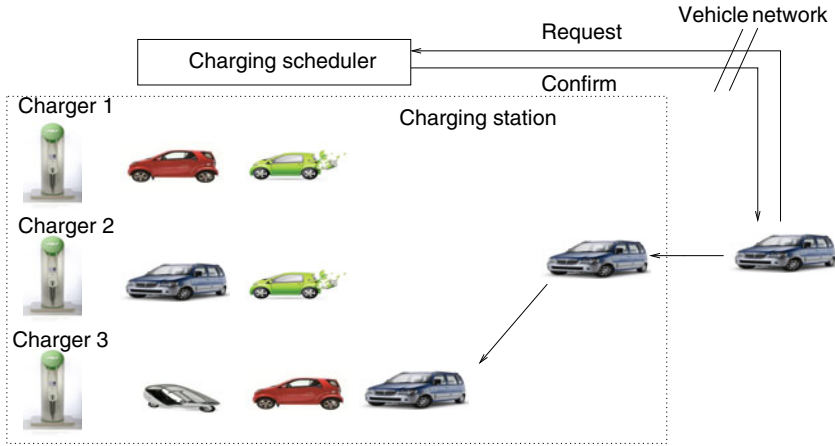 Vehicle network
Request
Charging scheduler
Confirm
Charger 1
Charging station
Charger 2
Charger 3